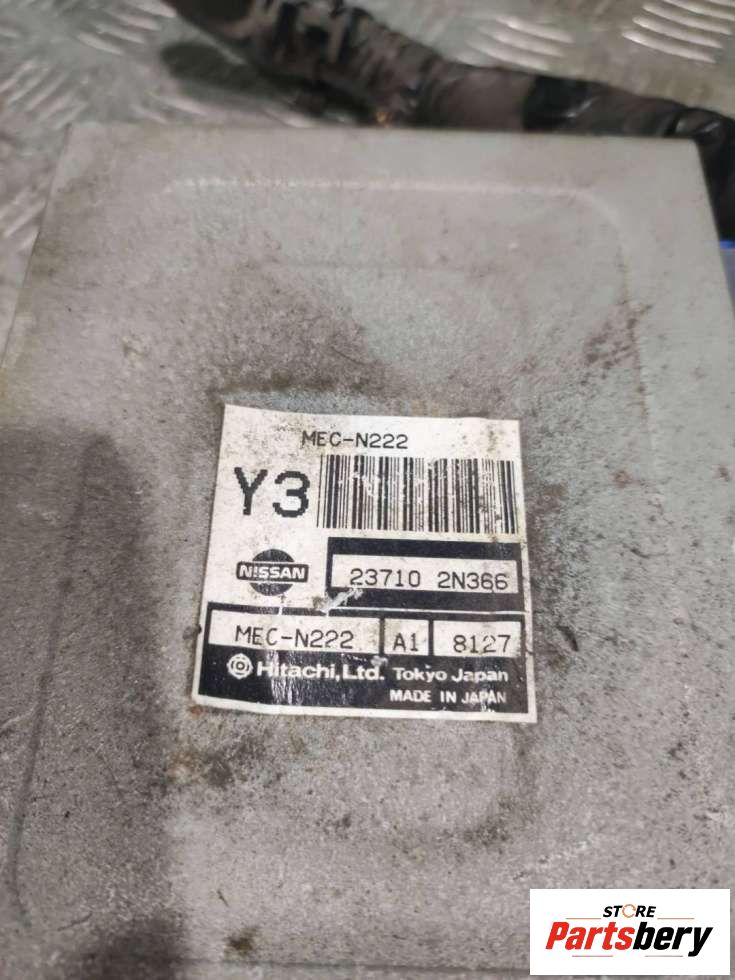 MEC-N222
Y3
NISSAN
23710 2N366
MEC-N222 A1 8127
Hitachi, Ltd. Tokyo Japan
MADE IN JAPAN
STORE
Partsbery